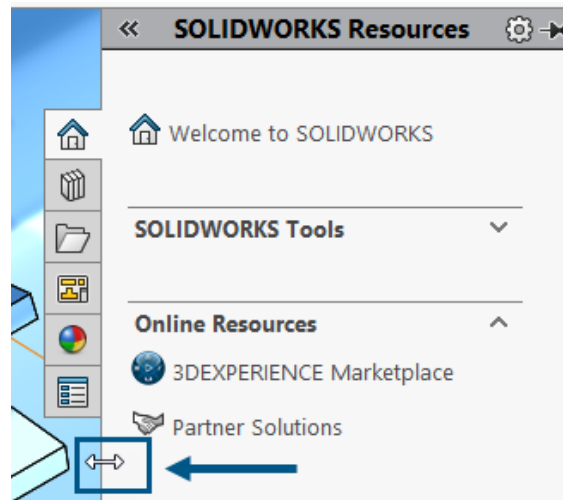 SOLIDWORKS Resources
Welcome to SOLIDWORKS
SOLIDWORKS Tools
Online Resources
3DEXPERIENCE Marketplace
Partner Solutions